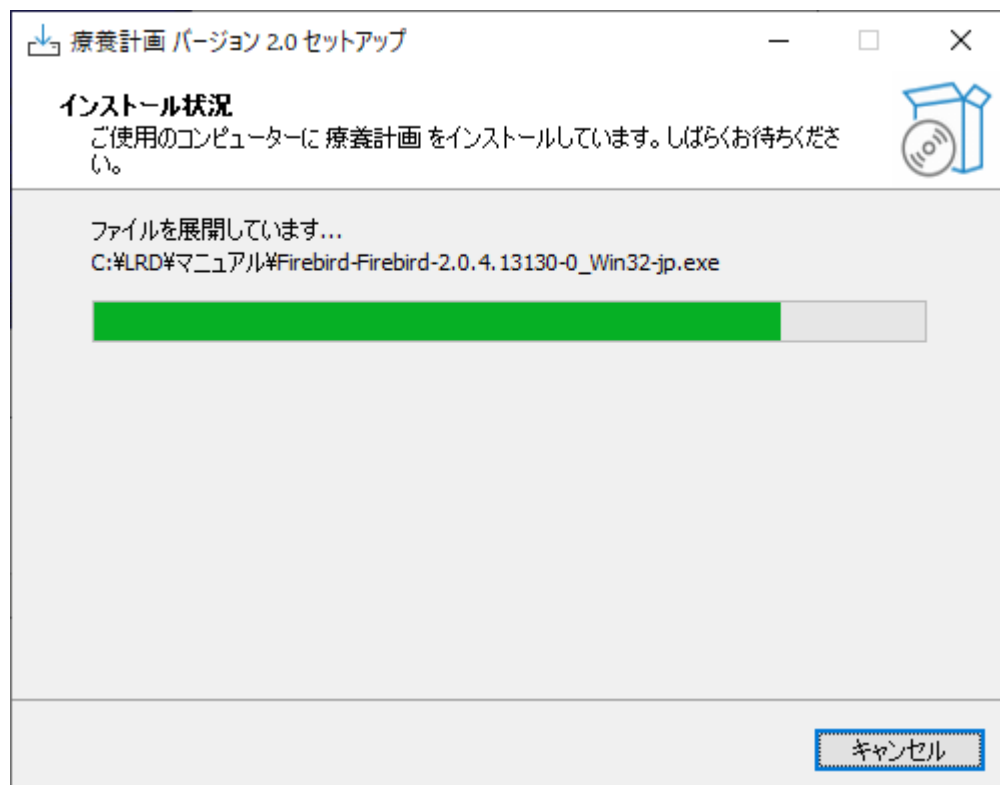 療養計画 バージョン 2.0 セットアップ
インストール状況
ご使用のコンピューターに 療養計画 をインストールしています。しばらくお待ちくださ
い。
ファイルを展開しています...
C:¥LRD¥マニュアル¥Firebird-Firebird-2.0.4.13130-0_Win32-jp.exe
キャンセル